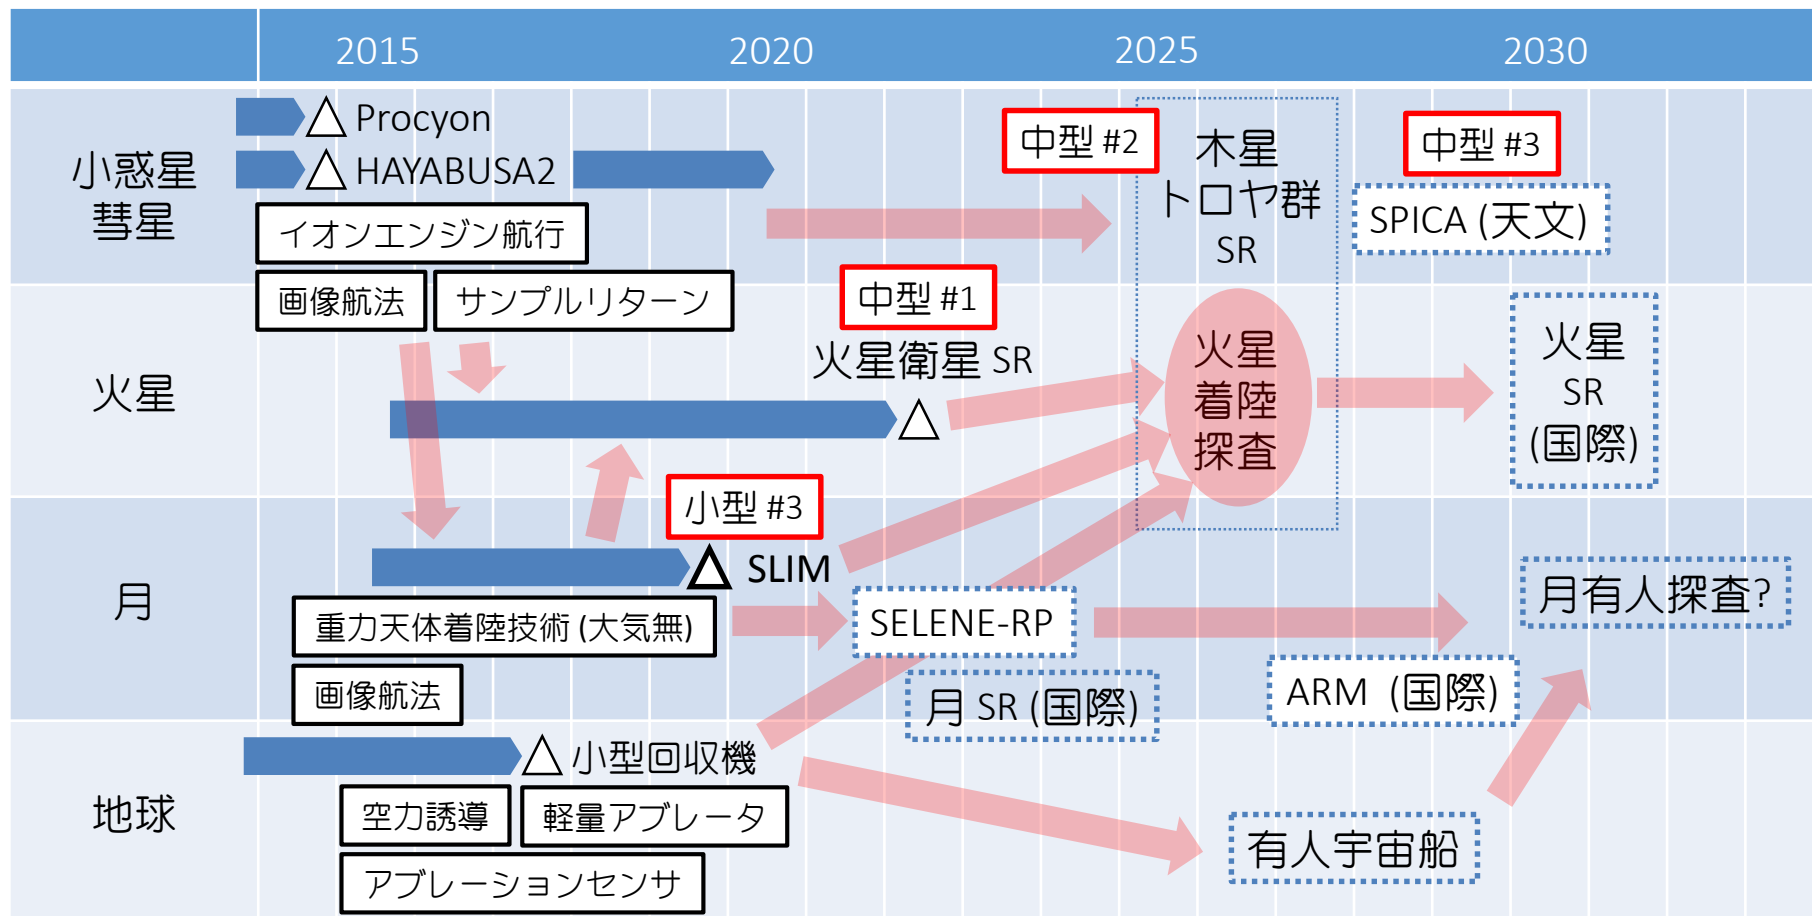 2015
2020
2025
2030
小惑星
彗星
Procyon
HAYABUSA2
イオンエンジン航行
画像航法
サンプルリターン
中型 #2
木星
トロヤ群
SR
中型 #3
SPICA (天文)
火星
中型 #1
火星衛星 SR
火星
着陸
探査
火星
SR
(国際)
月
小型 #3
SLIM
重力天体着陸技術 (大気無)
画像航法
SELENE-RP
月 SR (国際)
月有人探査?
ARM (国際)
地球
小型回収機
空力誘導
軽量アブレータ
アブレーションセンサ
有人宇宙船